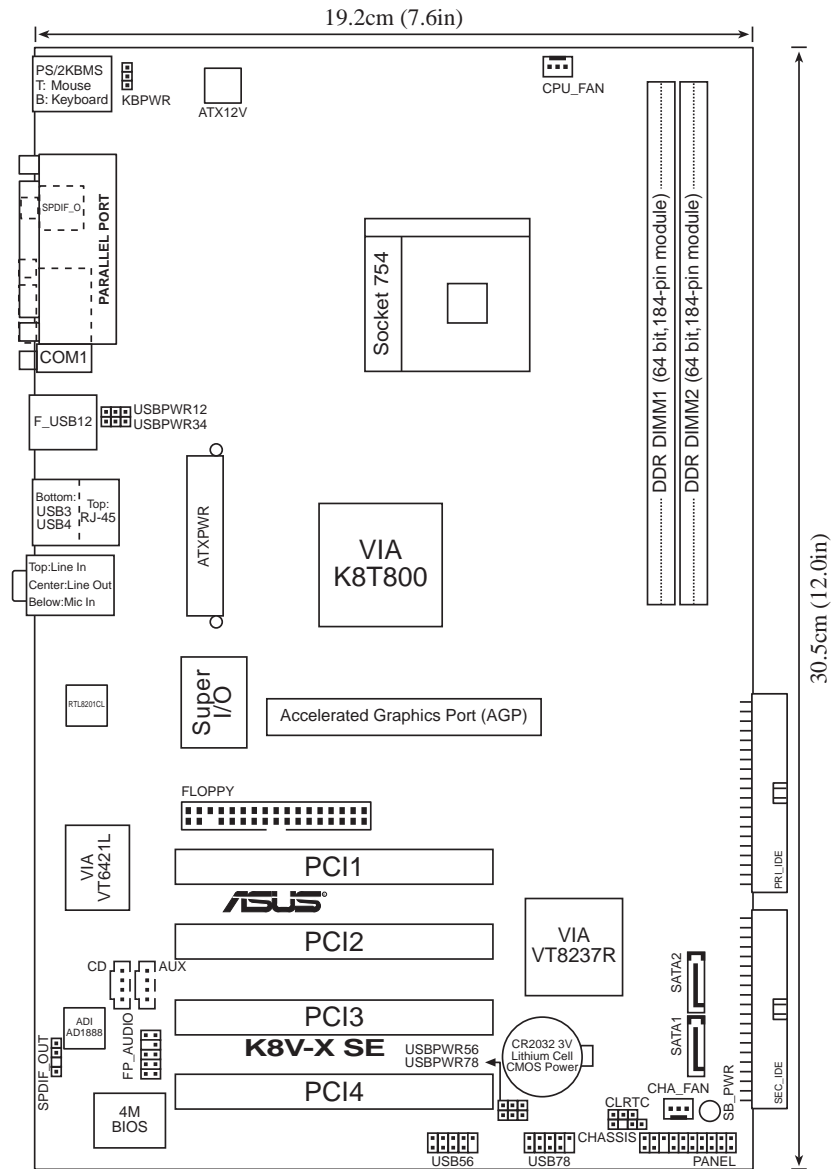 19.2cm (7.6in)
PS/2KBMS
T: Mouse
B: Keyboard
KBPWR
ATX12V
CPU_FAN
SPDIF_O
PARALLEL PORT
COM1
Socket 754
DDR DIMM1 (64 bit,184-pin module)
DDR DIMM2 (64 bit,184-pin module)
30.5cm (12.0in)
F_USB12
USBPWR12
USBPWR34
Bottom:
USB3
USB4
Top:
RJ-45
ATXPWR
VIA
K8T800
Top:Line In
Center:Line Out
Below:Mic In
RTL8201CL
Super
I/O
Accelerated Graphics Port (AGP)
FLOPPY
PRI_IDE
VIA
VT6421L
PCI1
ASUS®
PCI2
VIA
VT8237R
CD
AUX
SATA2
PCI3
ADI
AD1888
SPDIF_OUT
FP_AUDIO
K8V-X SE
USBPWR56
USBPWR78
CR2032 3V
Lithium Cell
CMOS Power
SATA1
SEC_IDE
PCI4
4M
BIOS
CHA_FAN
SB_PWR
CLRTC
CHASSIS
USB56
USB78
PANEL